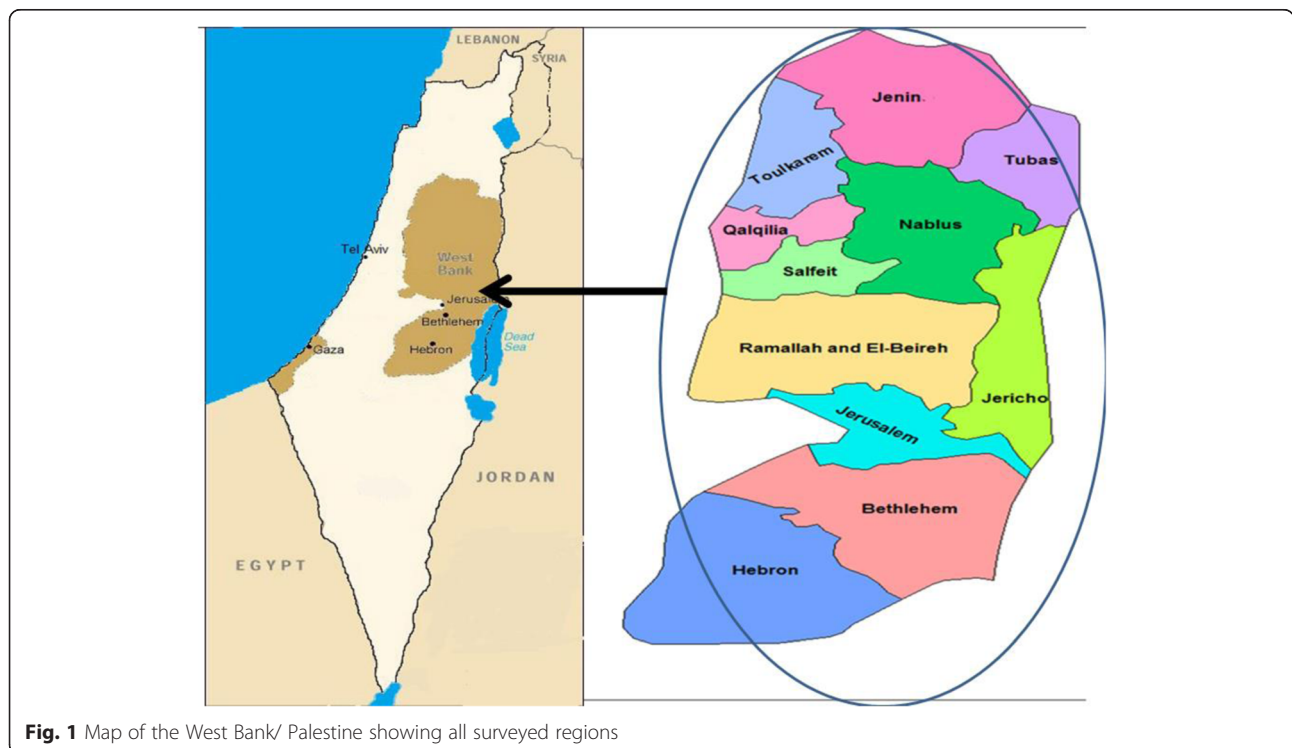 LEBANON
SYRIA
Tel Aviv
West
Bank
Jerusalem
Bethlehem
Gaza
Hebron
Dead
Sea
JORDAN
EGYPT
Jenin.
Tubas
Toulkarem
Nablus
Qalqilia
Salfeit
Ramallah and El-Beireh
Jericho
Jerusalem
Bethlehem
Hebron
Fig. 1 Map of the West Bank/ Palestine showing all surveyed regions